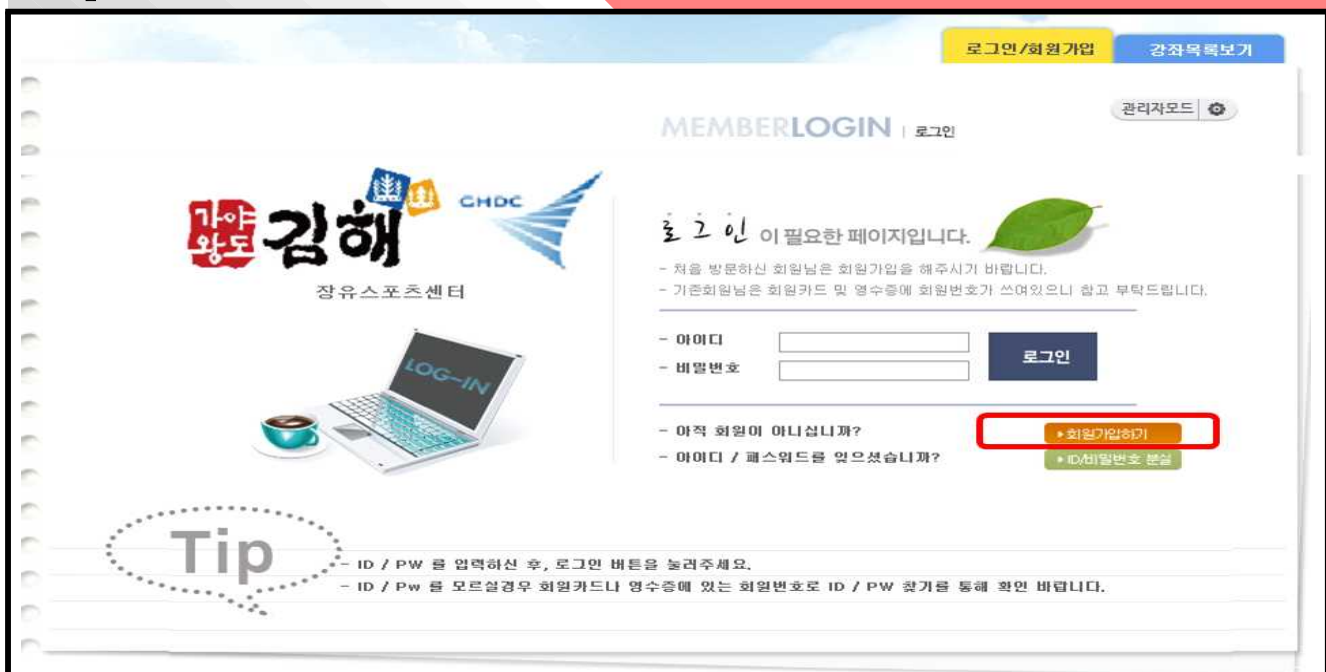 로그인/회원가입 강좌목록보기
관리자모드
MEMBERLOGIN | 로그인
가야
왕도
김해
GHDC
장유스포츠센터
로그인 이 필요한 페이지입니다.
- 처음 방문하신 회원님은 회원가입을 해주시기 바랍니다.
- 기존회원님은 회원카드 및 영수증에 회원번호가 쓰여있으니 참고 부탁드립니다.
- 아이디
- 비밀번호
로그인
LOG-IN
- 아직 회원이 아니십니까?
회원가입하기
- 아이디 / 패스워드를 잊으셨습니까?
ID/비밀번호 분실
Tip
- ID / PW 를 입력하신 후, 로그인 버튼을 눌러주세요.
- ID / Pw 를 모르실경우 회원카드나 영수증에 있는 회원번호로 ID / PW 찾기를 통해 확인 바랍니다.